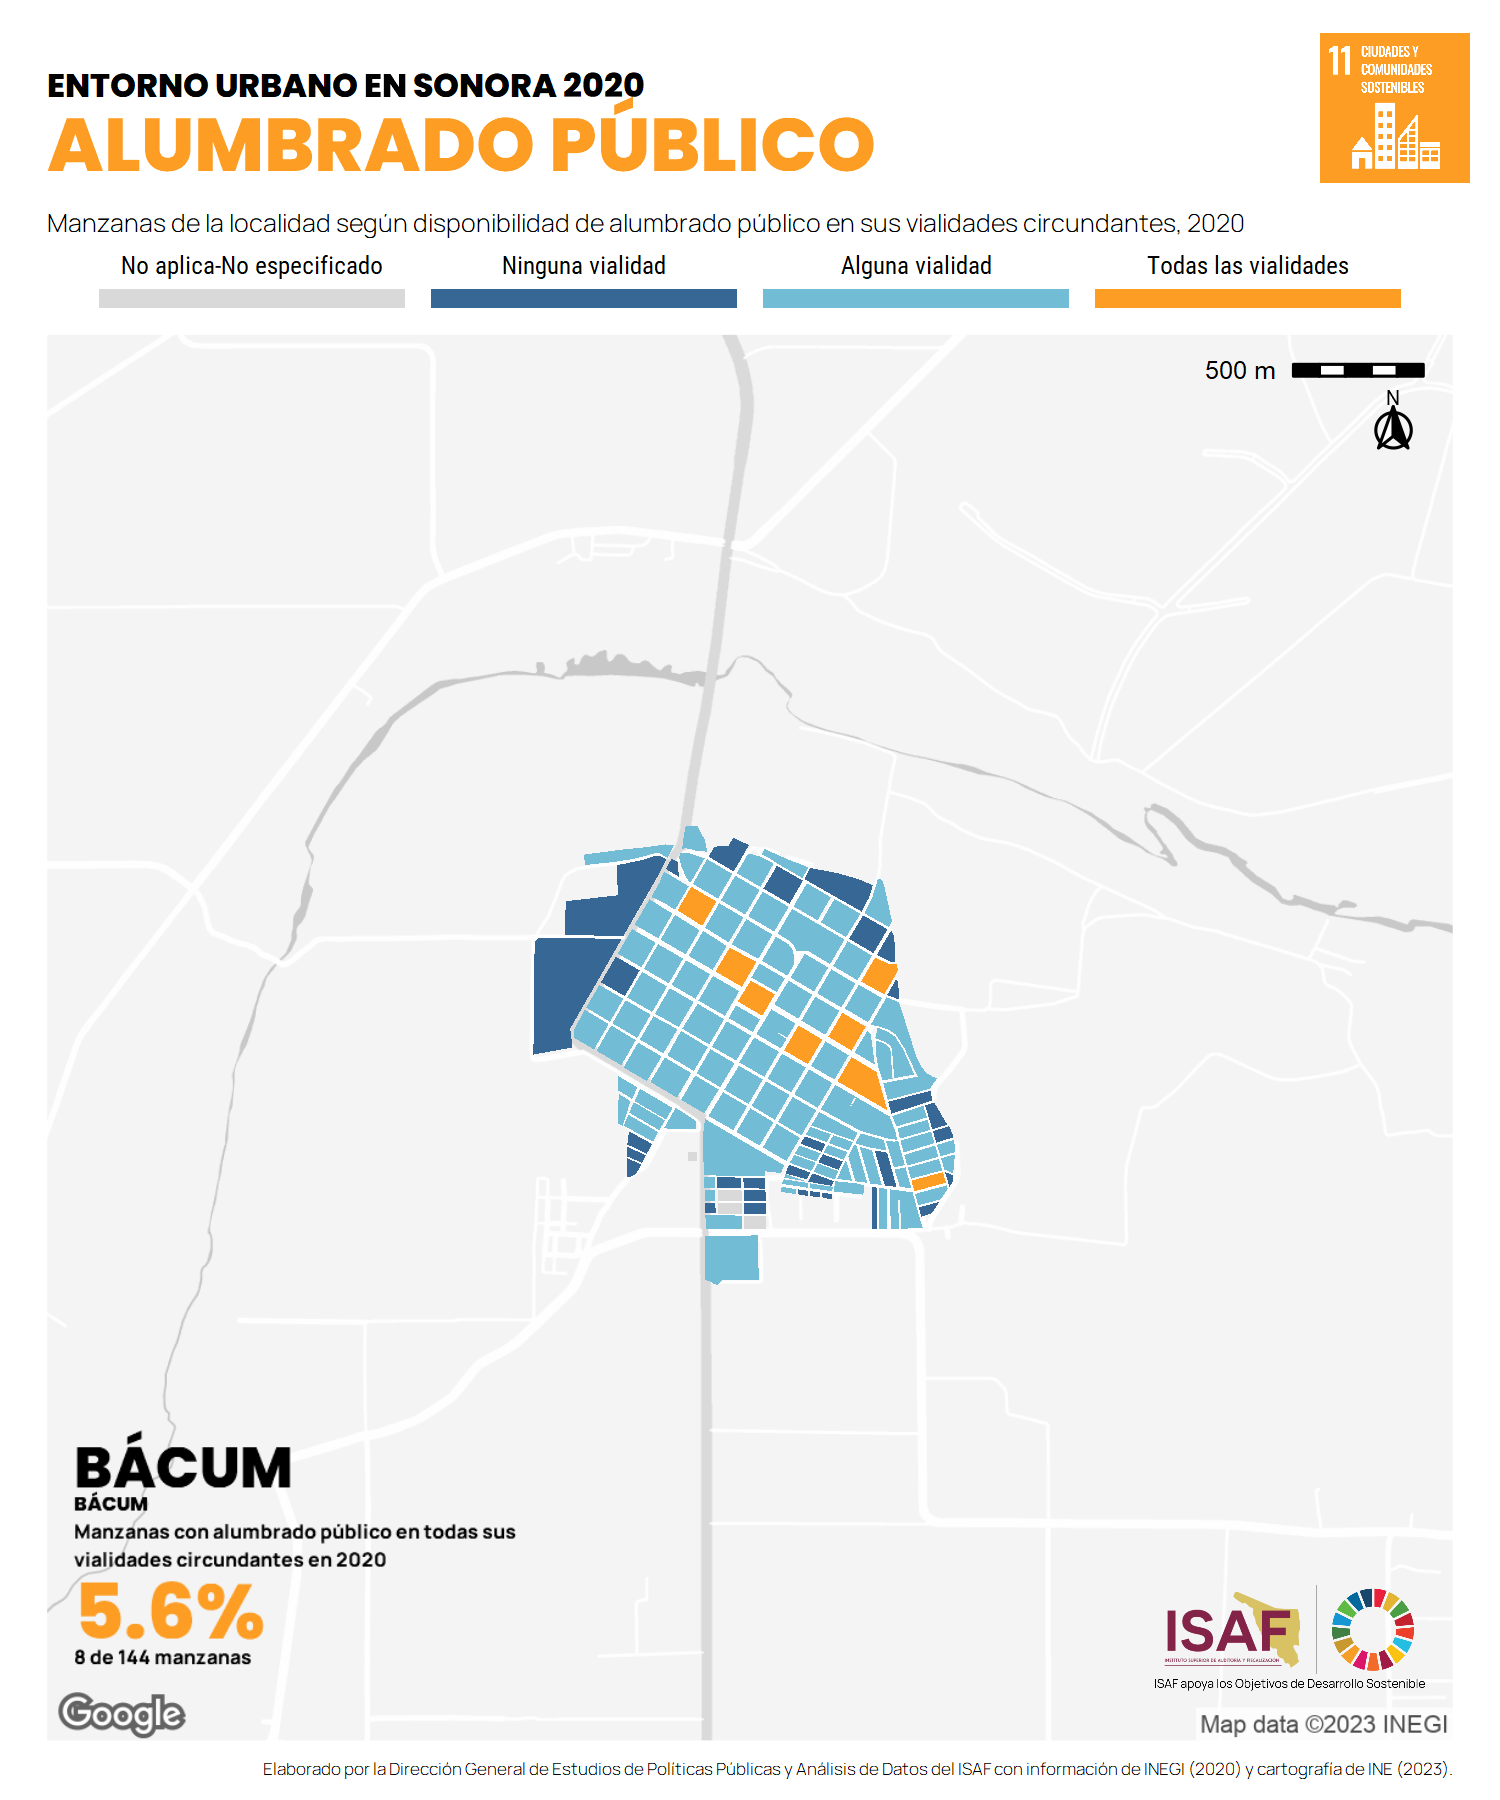 11 CIUDADES Y
COMUNIDADES
SOSTENIBLES
ENTORNO URBANO EN SONORA 2020
ALUMBRADO PÚBLICO
Manzanas de la localidad según disponibilidad de alumbrado público en sus vialidades circundantes, 2020
No aplica-No especificado Ninguna vialidad Alguna vialidad Todas las vialidades
500 m
N
BÁCUM
BÁCUM
Manzanas con alumbrado público en todas sus
vialidades circundantes en 2020
5.6%
8 de 144 manzanas
ISAF
INSTITUTO SUPERIOR DE AUDITORÍA Y FISCALIZACIÓN
ISAF apoya los Objetivos de Desarrollo Sostenible
Google
Map data ©2023 INEGI
Elaborado por la Dirección General de Estudios de Políticas Públicas y Análisis de Datos del ISAF con información de INEGI (2020) y cartografía de INE (2023).